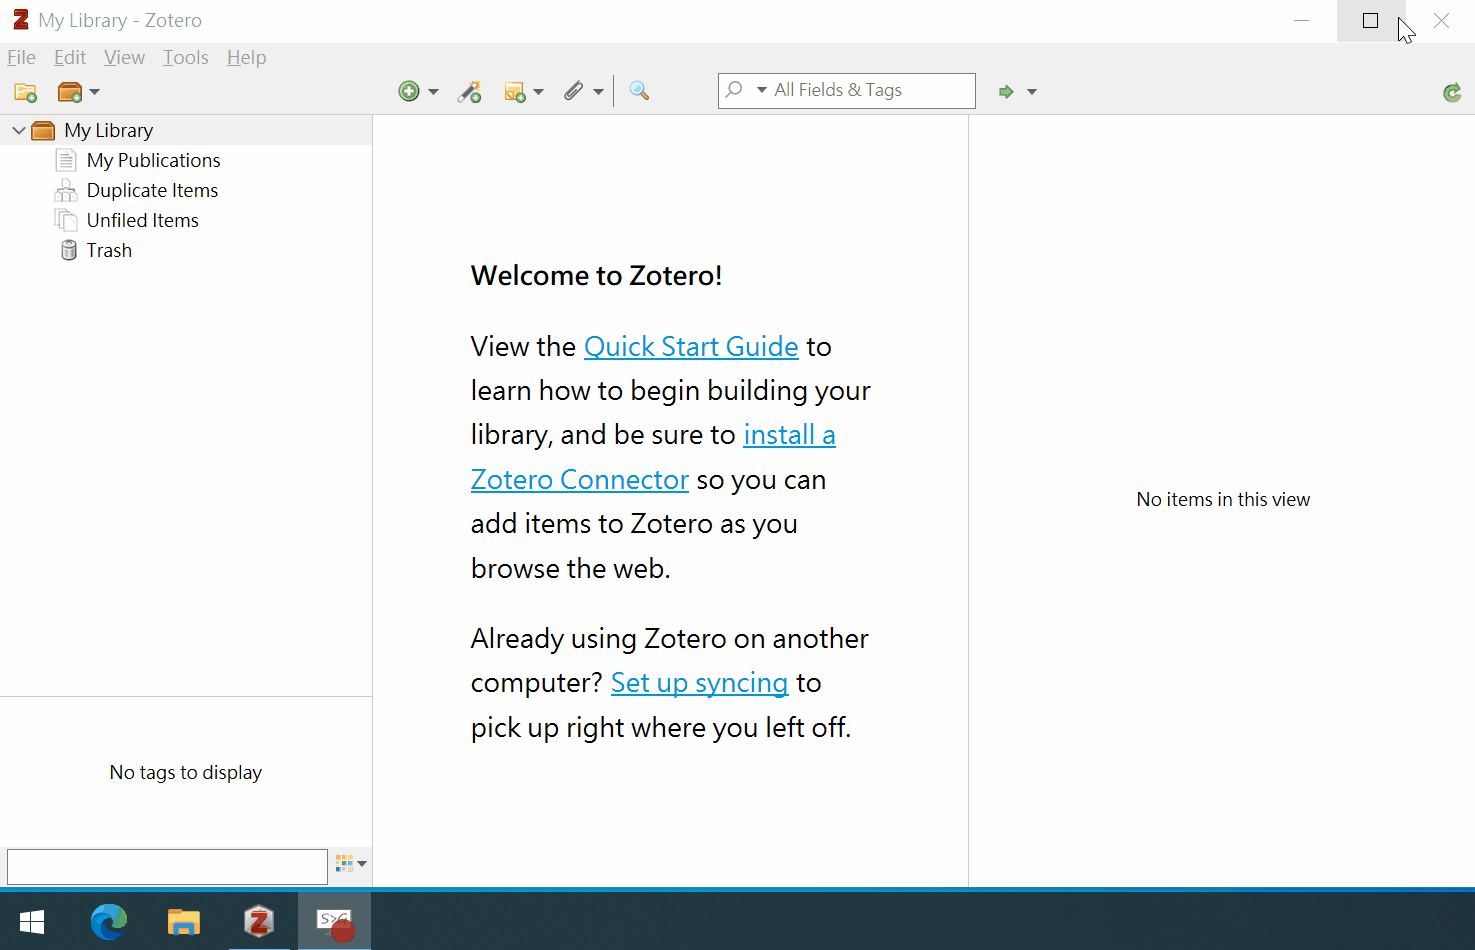 My Library - Zotero
File Edit View Tools Help
All Fields & Tags
My Library
My Publications
Duplicate Items
Unfiled Items
Trash
Welcome to Zotero!
View the Quick Start Guide to
learn how to begin building your
library, and be sure to install a
Zotero Connector so you can
add items to Zotero as you
browse the web.
Already using Zotero on another
computer? Set up syncing to
pick up right where you left off.
No items in this view
No tags to display
S>G